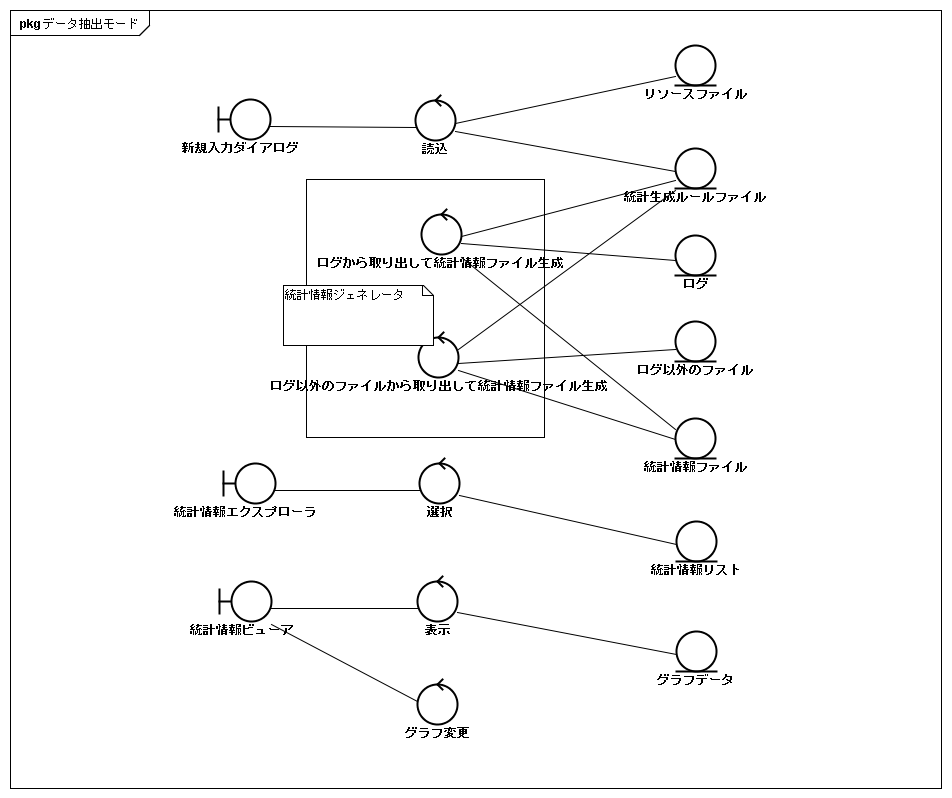 pkg データ抽出モード
リソースファイル
新規入力ダイアログ
読込
統計生成ルールファイル
ログから取り出して統計情報ファイル生成
ログ
統計情報ジェネレータ
ログ以外のファイル
ログ以外のファイルから取り出して統計情報ファイル生成
統計情報ファイル
統計情報エクスプローラ
選択
統計情報リスト
統計情報ビューア
表示
グラフデータ
グラフ変更